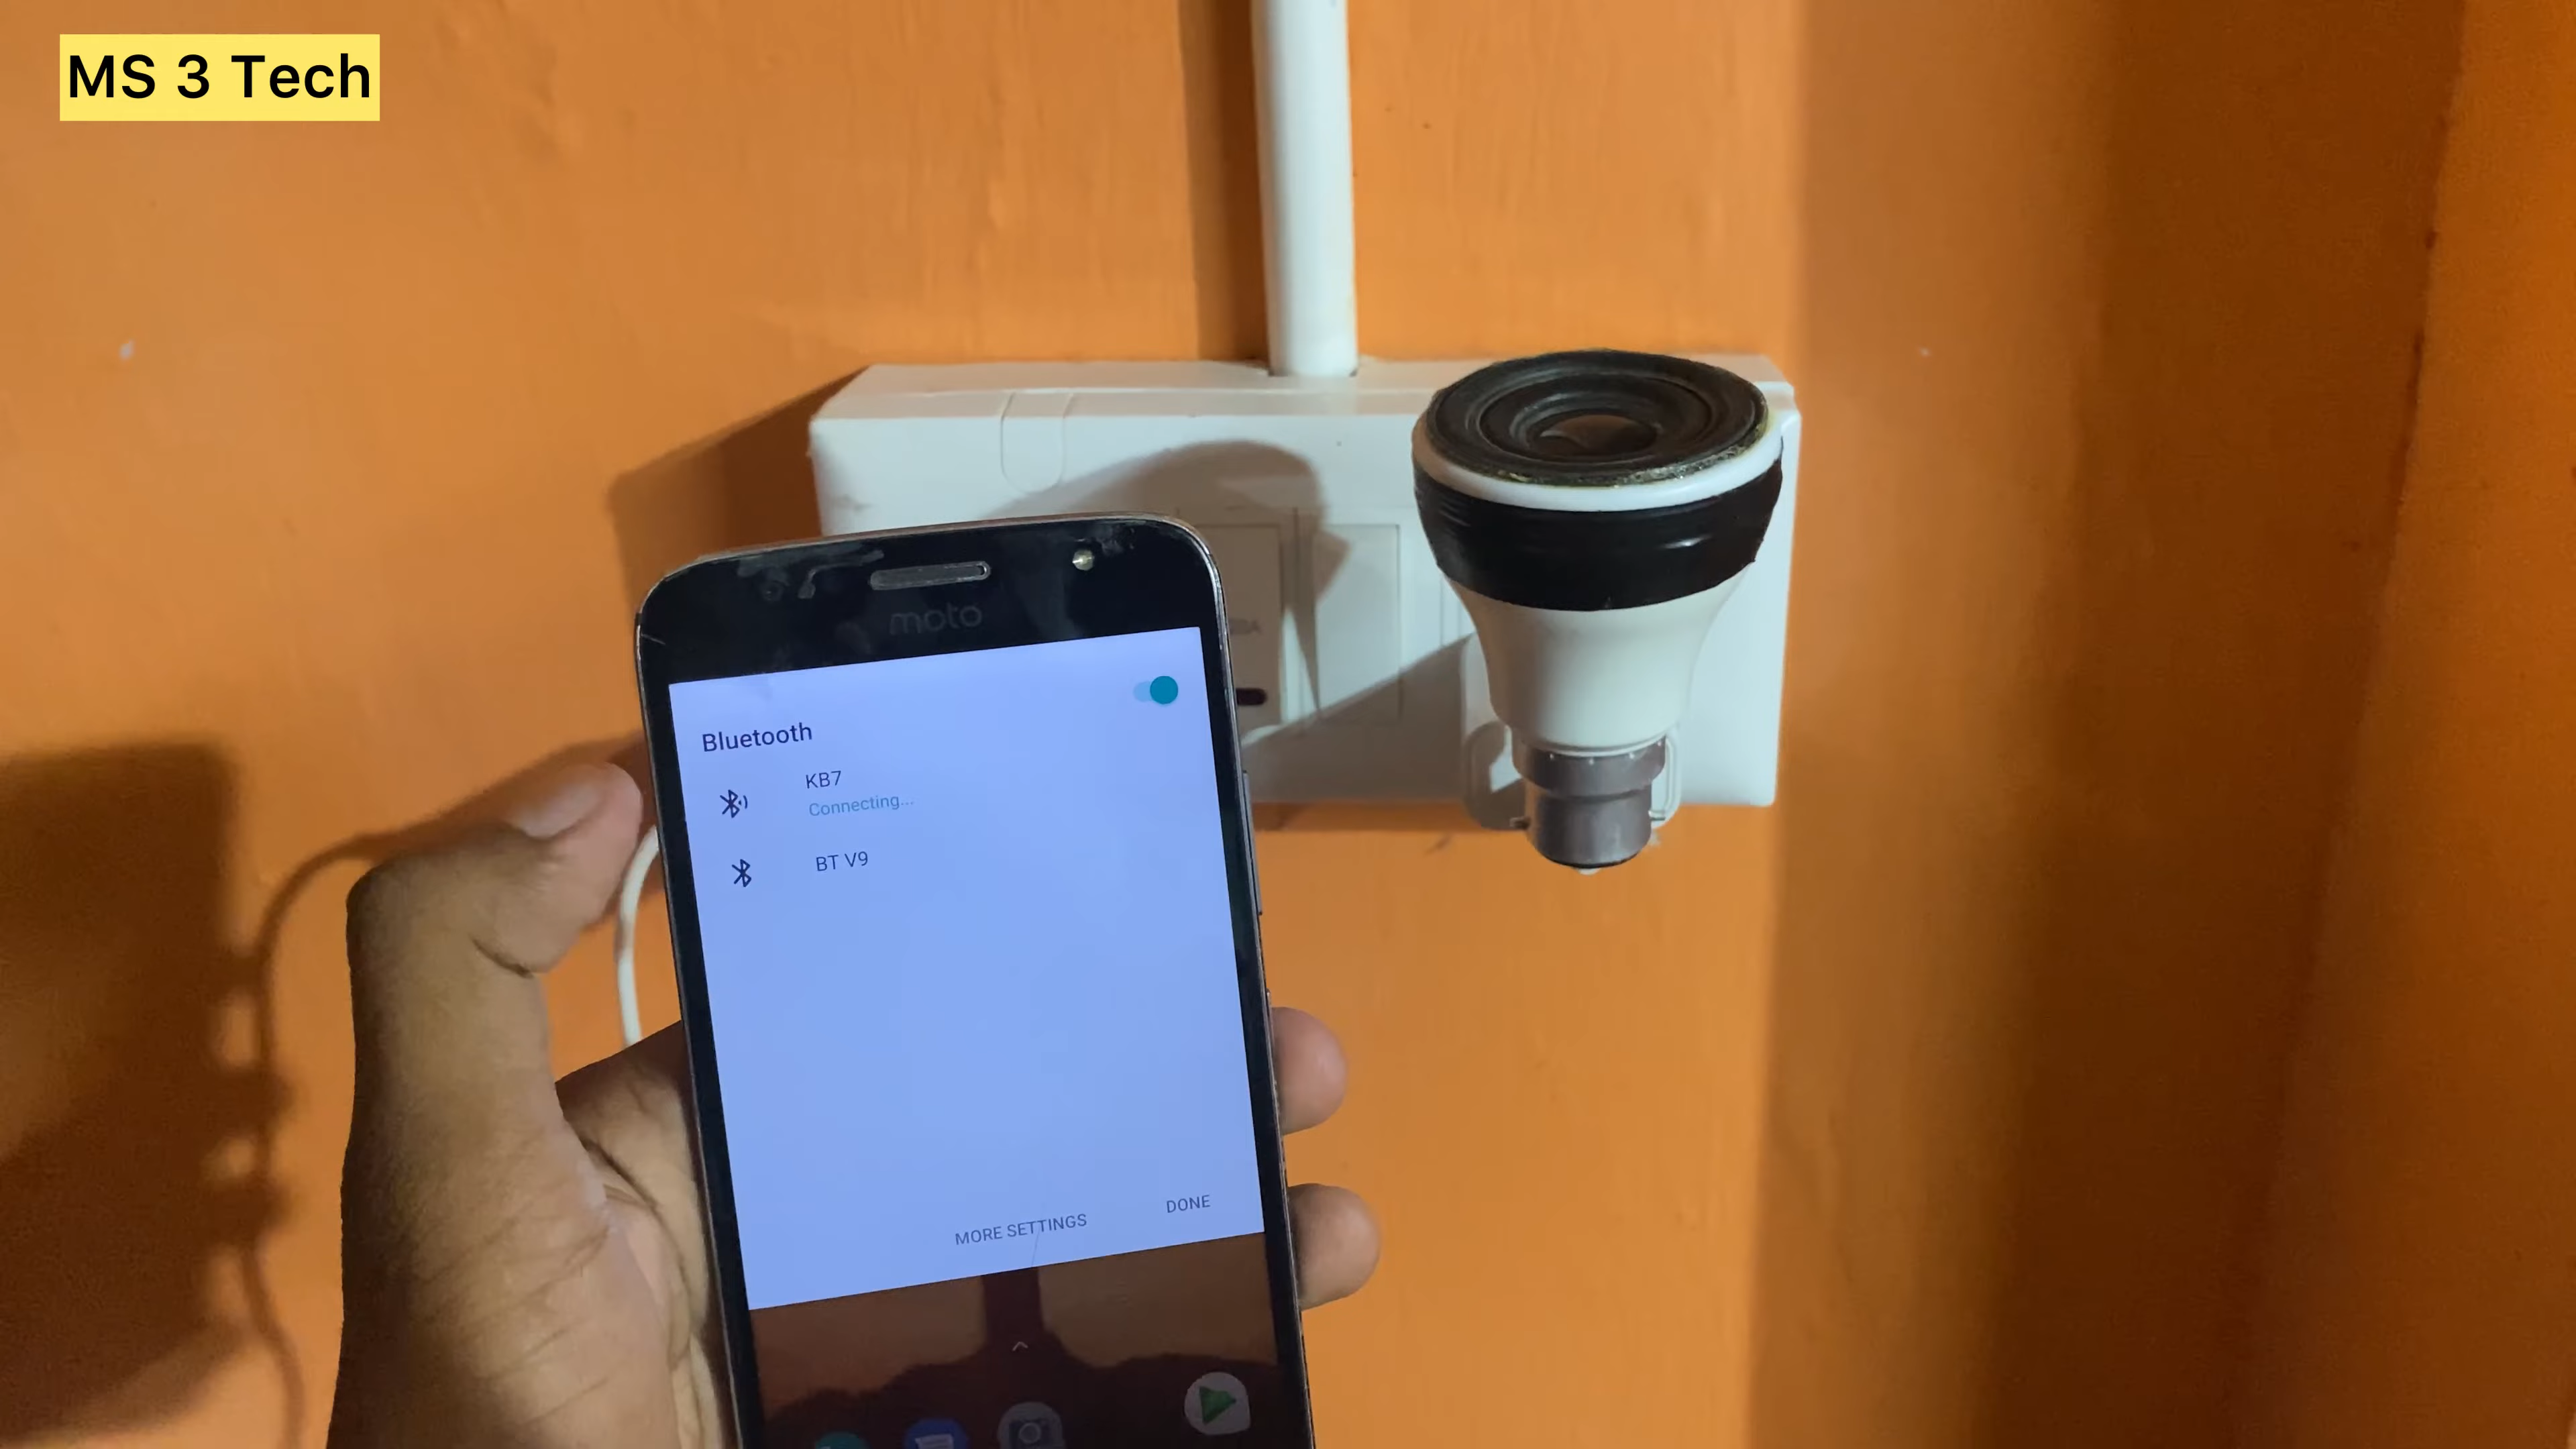 MS 3 Tech
moto
Bluetooth
KB7
Connecting...
BT V9
MORE SETTINGS
DONE